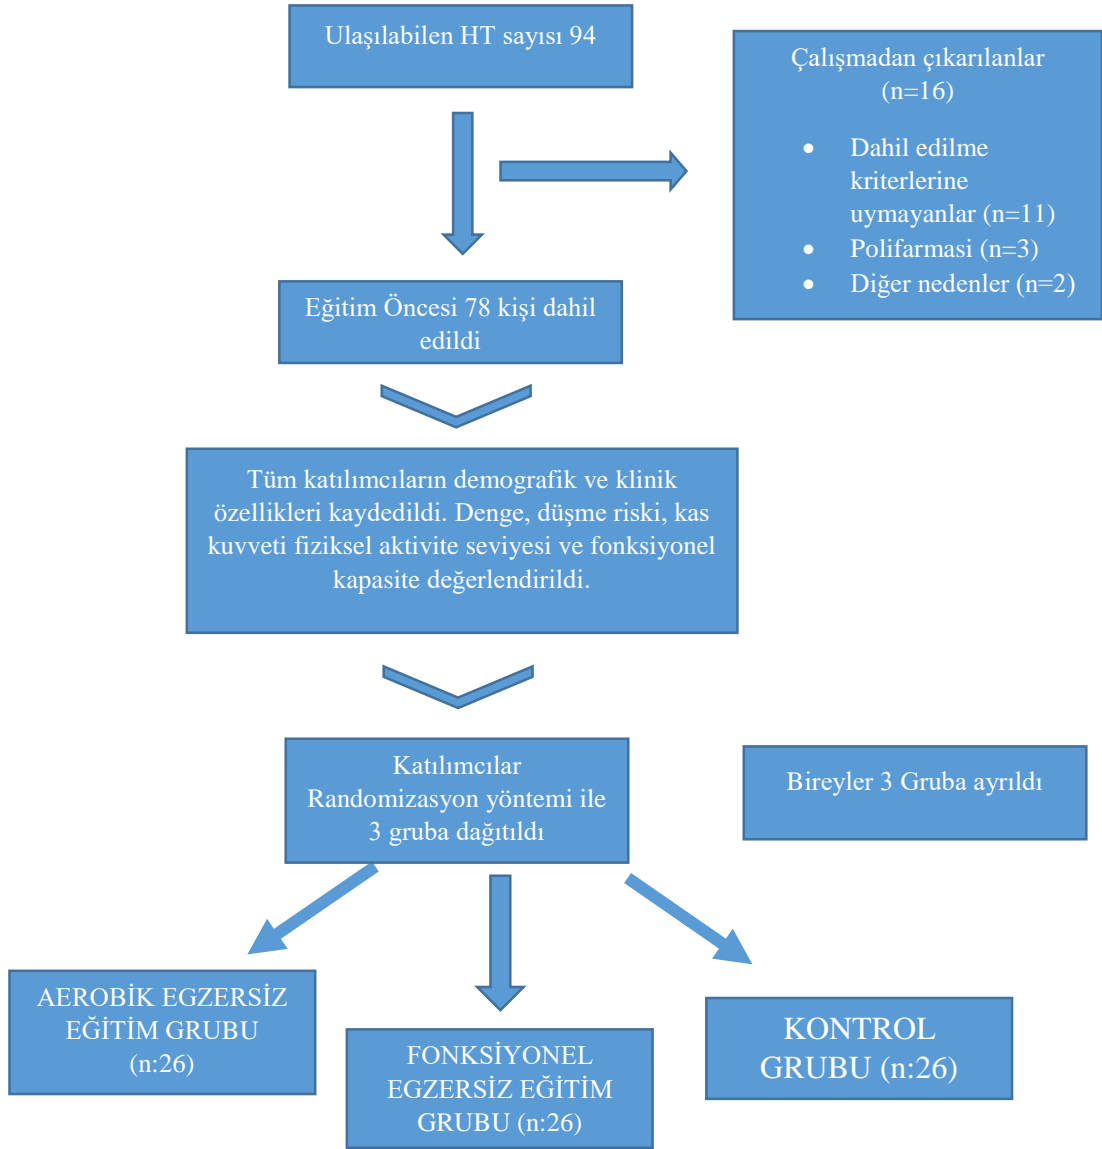 Ulaşılabilen HT sayısı 94
Çalışmadan çıkarılanlar
(n=16)
• Dahil edilme
kriterlerine
uymayanlar (n=11)
• Polifarmasi (n=3)
• Diğer nedenler (n=2)
Eğitim Öncesi 78 kişi dahil
edildi
Tüm katılımcıların demografik ve klinik
özellikleri kaydedildi. Denge, düşme riski, kas
kuvveti fiziksel aktivite seviyesi ve fonksiyonel
kapasite değerlendirildi.
Katılımcılar
Randomizasyon yöntemi ile
3 gruba dağıtıldı
Bireyler 3 Gruba ayrıldı
AEROBİK EGZERSİZ
EĞİTİM GRUBU
(n:26)
FONKSİYONEL
EGZERSİZ EĞİTİM
GRUBU (n:26)
KONTROL
GRUBU (n:26)